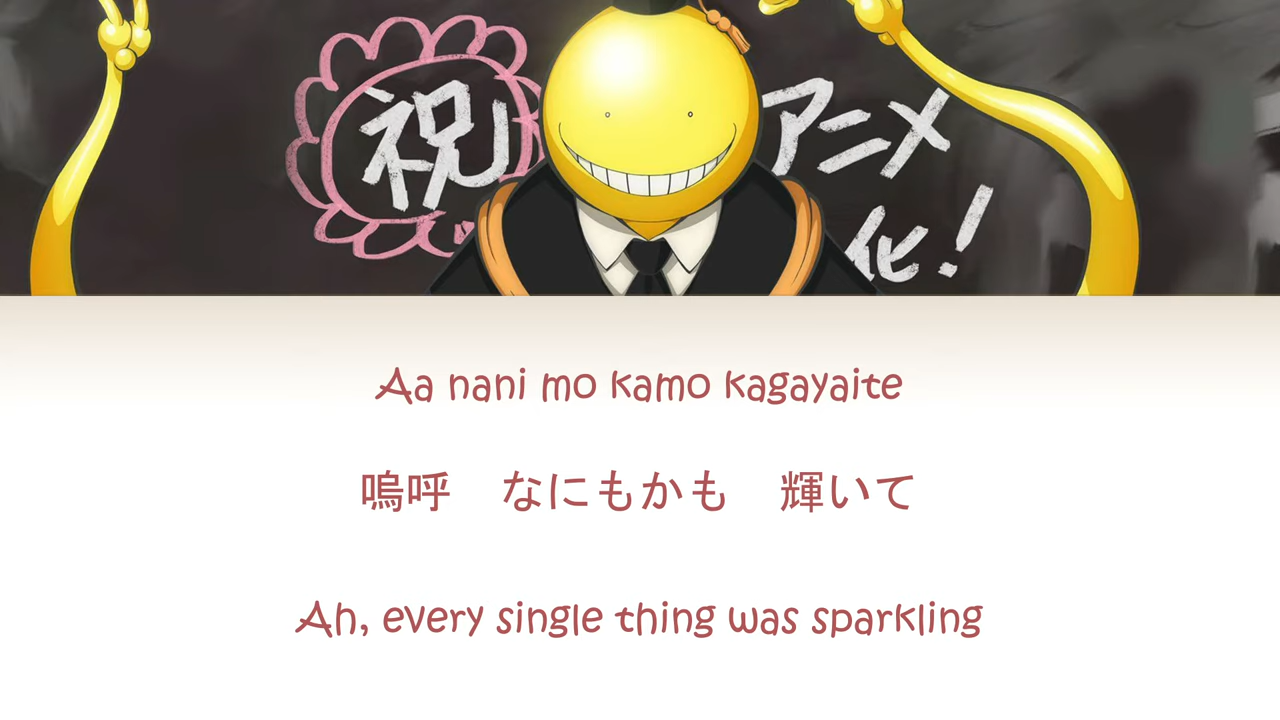 祝
アニメ
化!
Aa nani mo kamo kagayaite
嗚呼　なにもかも　輝いて
Ah, every single thing was sparkling